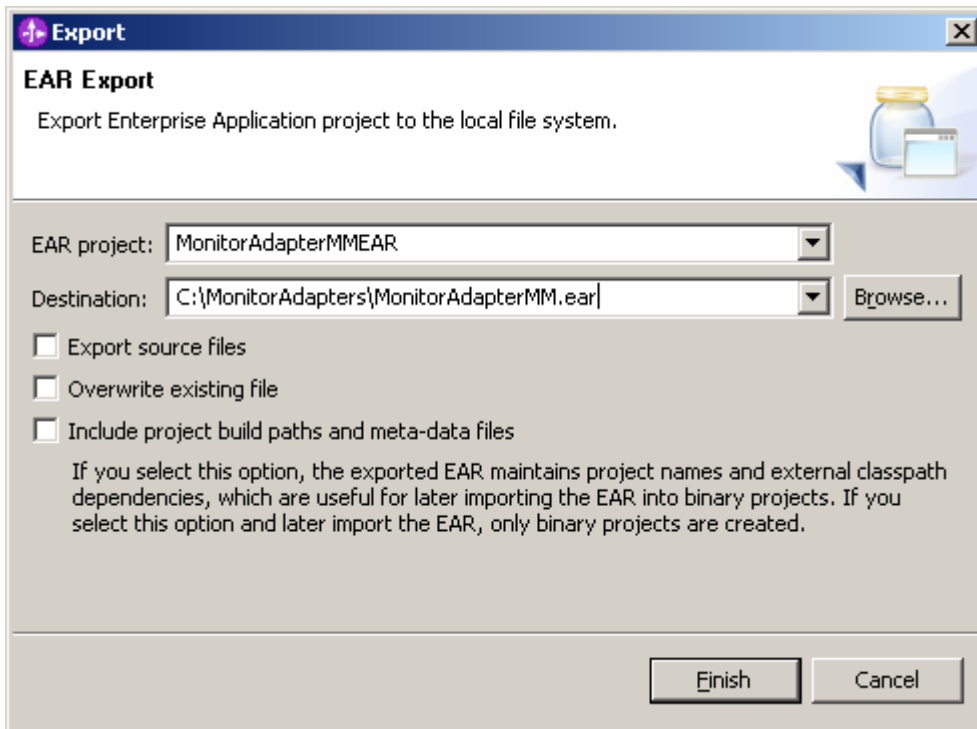 Export
EAR Export
Export Enterprise Application project to the local file system.
EAR project: MonitorAdapterMMEAR
Destination: C:\MonitorAdapters\MonitorAdapterMM.ear Browse...
Export source files
Overwrite existing file
Include project build paths and meta-data files
If you select this option, the exported EAR maintains project names and external classpath
dependencies, which are useful for later importing the EAR into binary projects. If you
select this option and later import the EAR, only binary projects are created.
Finish Cancel